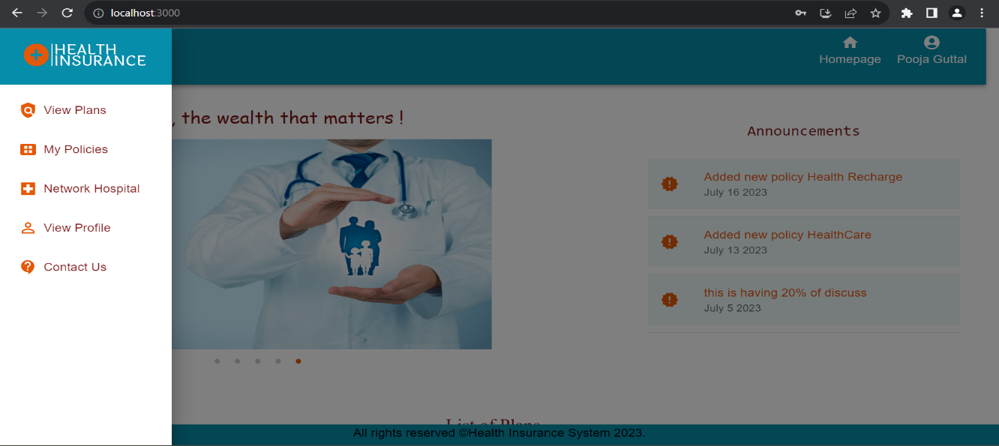 localhost:3000
HEALTH
INSURANCE
Homepage
Pooja Guttal
View Plans
My Policies
Network Hospital
View Profile
Contact Us
, the wealth that matters !
Announcements
Added new policy Health Recharge
July 16 2023
Added new policy HealthCare
July 13 2023
this is having 20% of discuss
July 5 2023
List of Plans
All rights reserved ©Health Insurance System 2023.